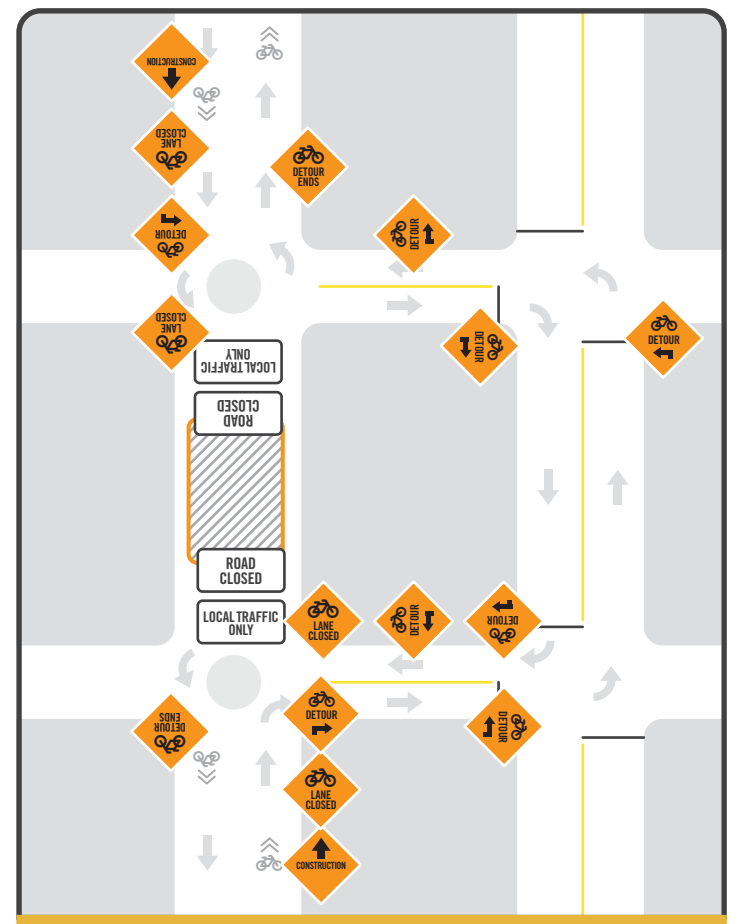 CONSTRUCTION
LANE
CLOSED
DETOUR
ENDS
DETOUR
DETOUR
LANE
CLOSED
DETOUR
DETOUR
LOCAL TRAFFIC
ONLY
ROAD
CLOSED
ROAD
CLOSED
LOCAL TRAFFIC
ONLY
LANE
CLOSED
DETOUR
DETOUR
DETOUR
ENDS
DETOUR
DETOUR
LANE
CLOSED
CONSTRUCTION